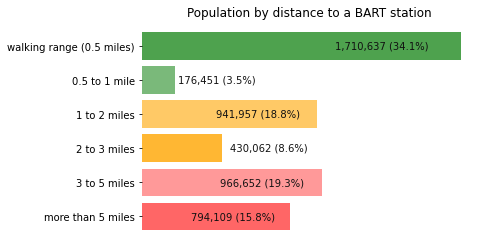 Population by distance to a BART station
walking range (0.5 miles) 1,710,637 (34.1%)
0.5 to 1 mile 176,451 (3.5%)
1 to 2 miles 941,957 (18.8%)
2 to 3 miles 430,062 (8.6%)
3 to 5 miles 966,652 (19.3%)
more than 5 miles 794,109 (15.8%)